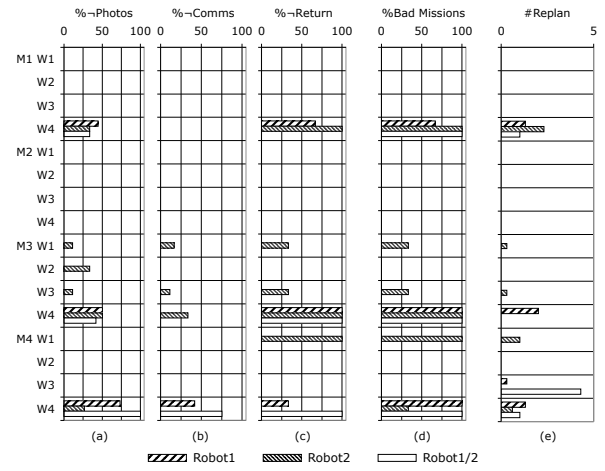 %¬Photos %¬Comms %¬Return %Bad Missions #Replan
0 50 100 0 50 100 0 50 100 0 50 100 0 5
M1 W1
W2
W3
W4
M2 W1
W2
W3
W4
M3 W1
W2
W3
W4
M4 W1
W2
W3
W4
(a) (b) (c) (d) (e)
Robot1 Robot2 Robot1/2